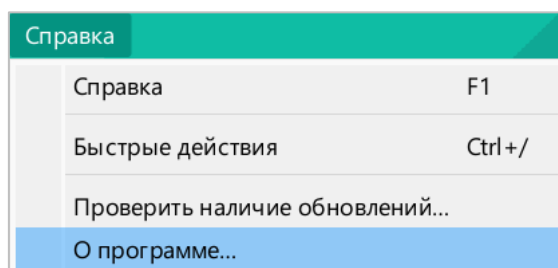 Справка
Справка F1
Быстрые действия Ctrl+/
Проверить наличие обновлений...
О программе...